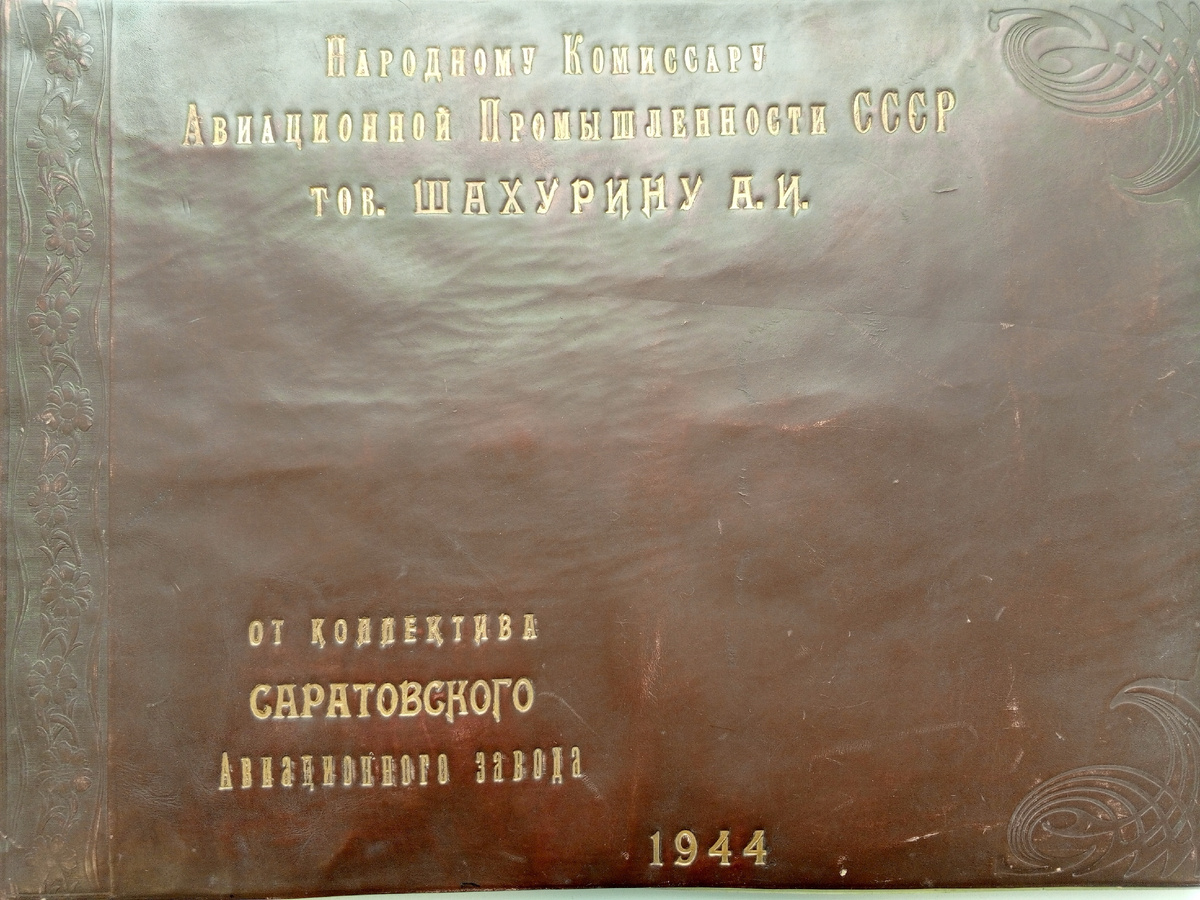 Народному Комиссару
Авиационной Промышленности СССР
тов. ШАХУРИНУ А.И.
от коллектива
САРАТОВСКОГО
Авиационного завода
1944